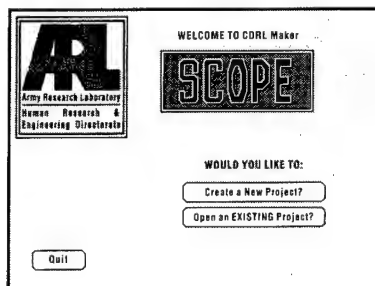 ARL
Army Research Laboratory
Human Research &
Engineering Directorate
WELCOME TO CDRL Maker
SCOPE
WOULD YOU LIKE TO:
Create a New Project?
Open an EXISTING Project?
Quit